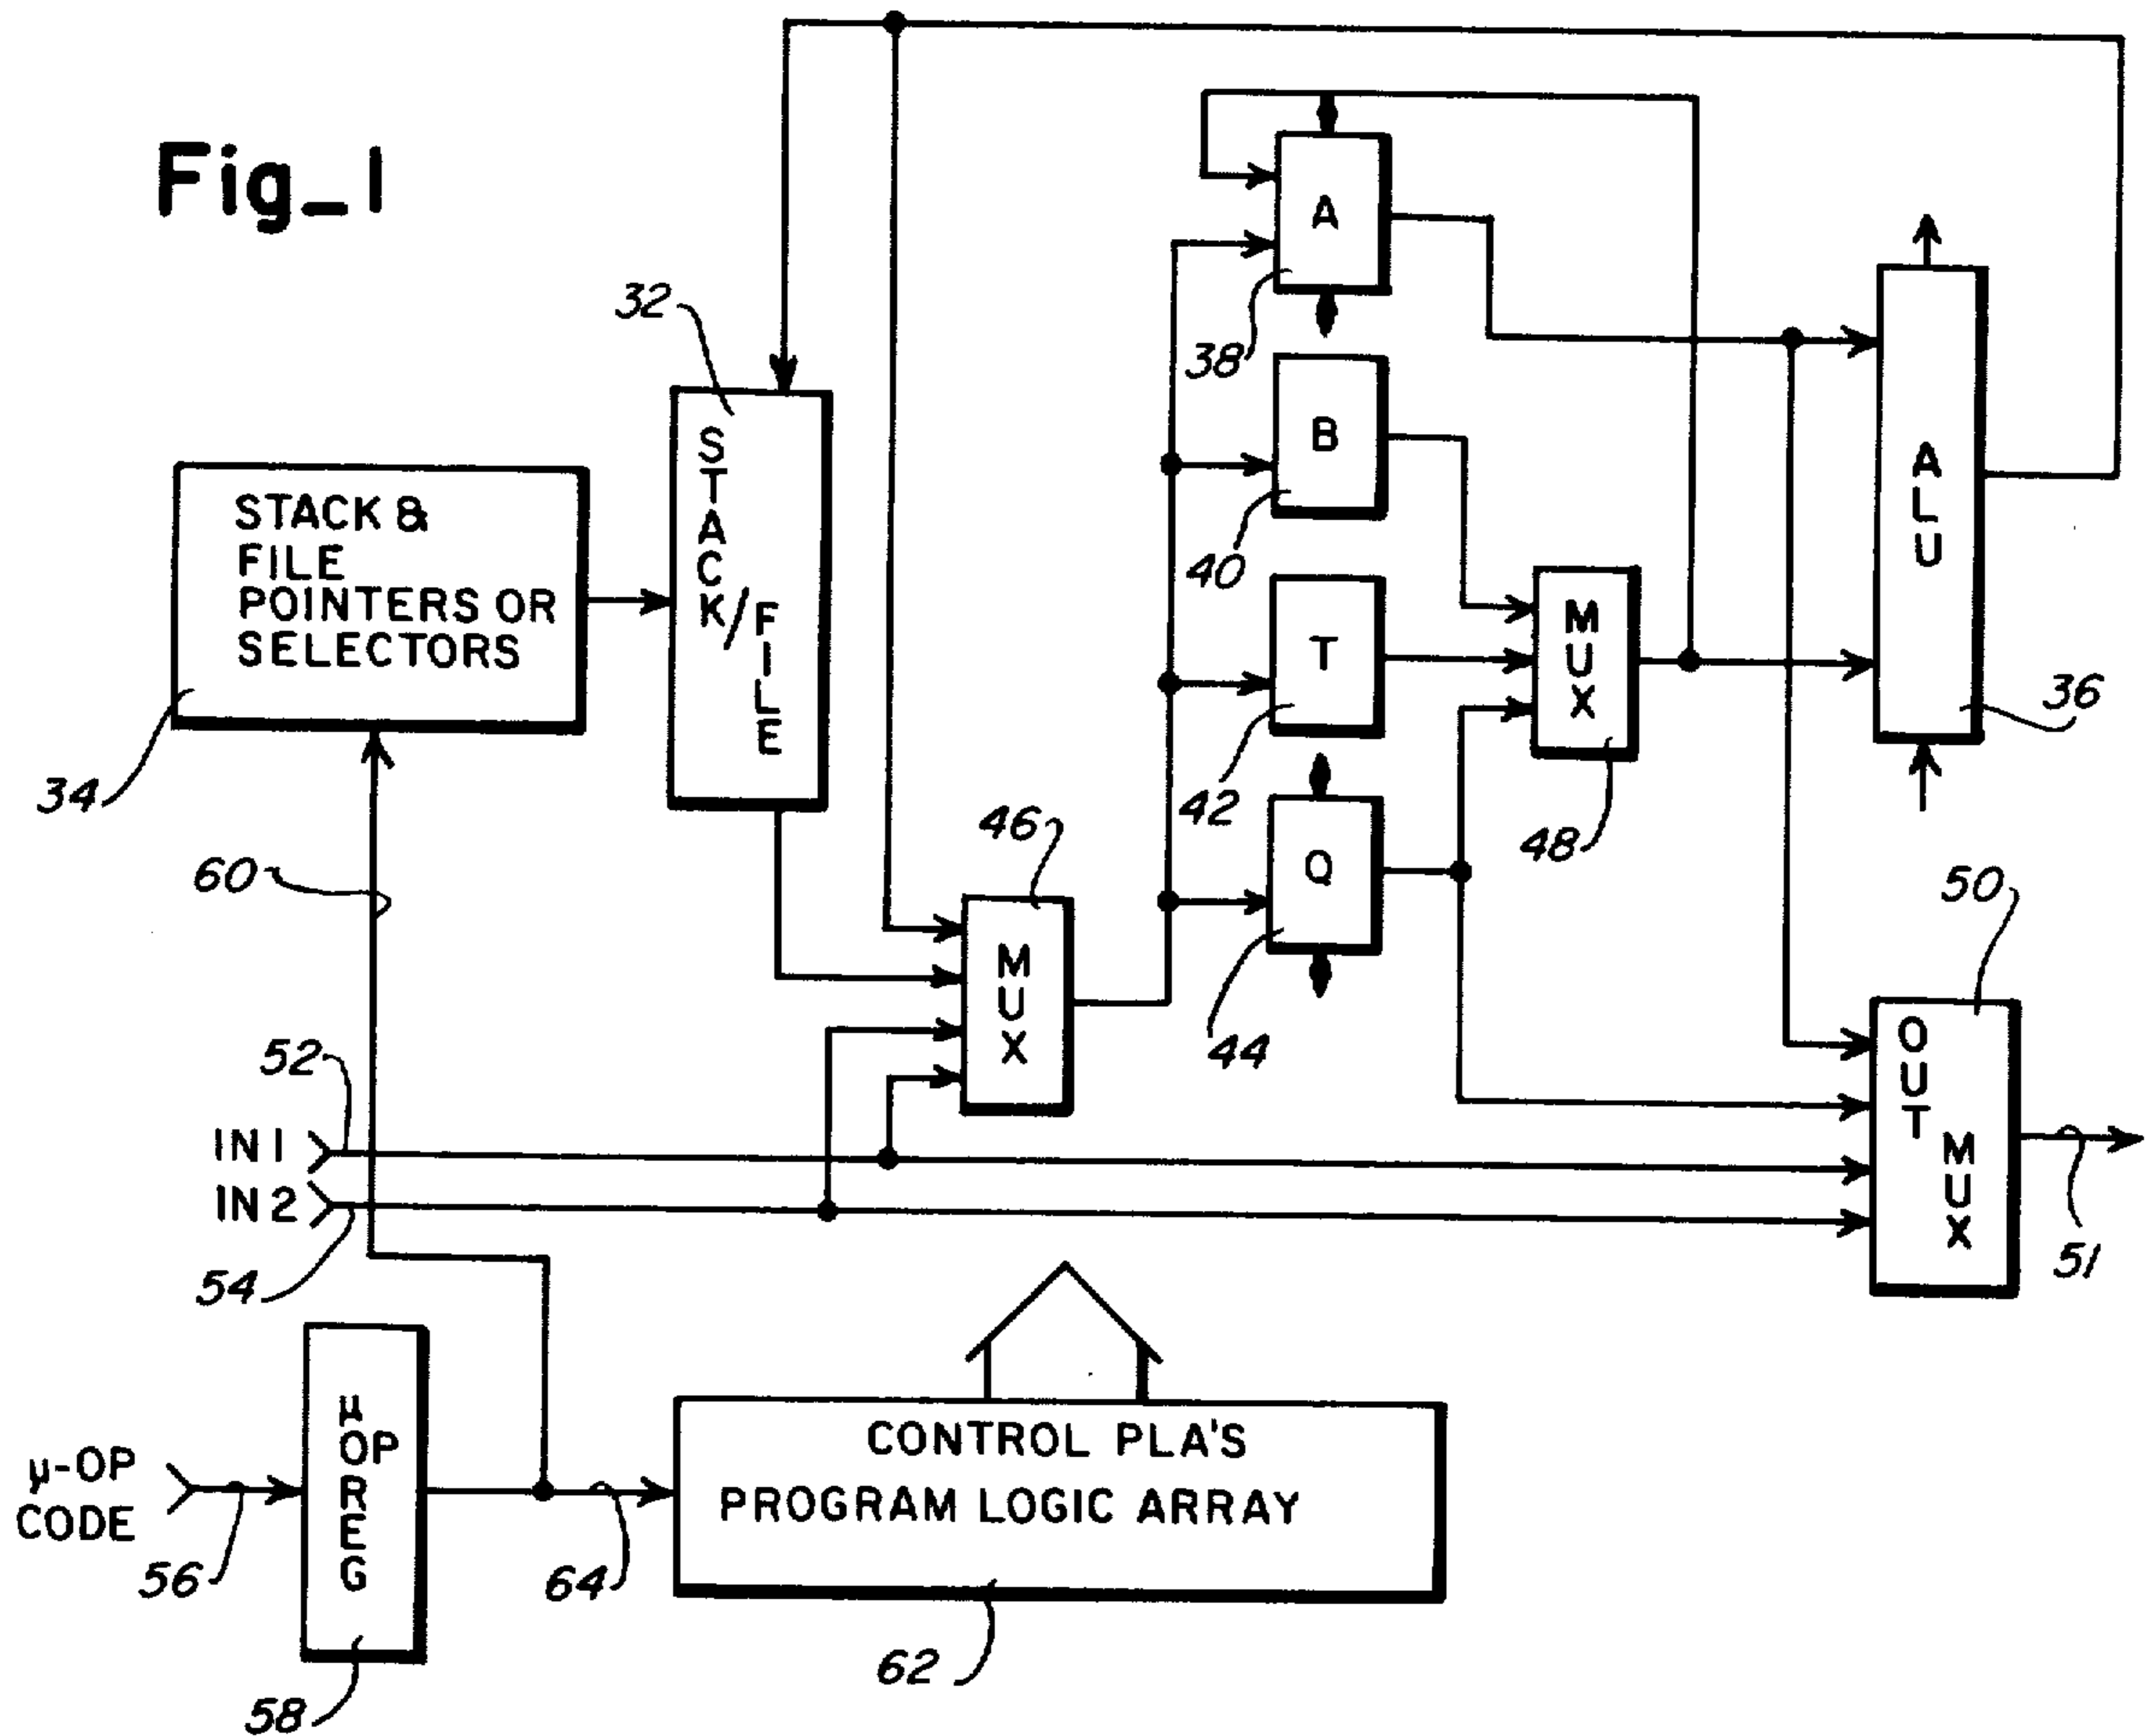 Fig_1
32
STACK/FILE
STACK &
FILE
POINTERS OR
SELECTORS
34
60
A
38
B
40
T
42
Q
44
MUX
46
MUX
48
ALU
36
50
OUT
MUX
51
52
IN 1
IN 2
54
μ-OP
CODE
56
μ
OP
REG
58
64
CONTROL PLA'S
PROGRAM LOGIC ARRAY
62